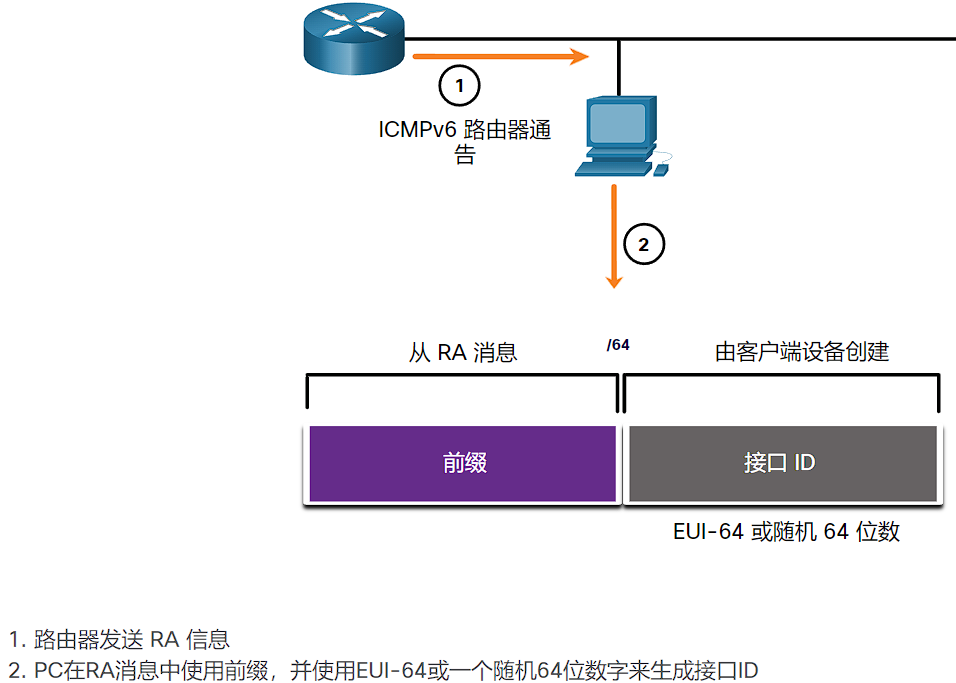 1
ICMPv6 路由器通
告
2
从 RA 消息
/64
由客户端设备创建
前缀
接口 ID
EUI-64 或随机 64 位数
1. 路由器发送 RA 信息
2. PC在RA消息中使用前缀，并使用EUI-64或一个随机64位数字来生成接口ID